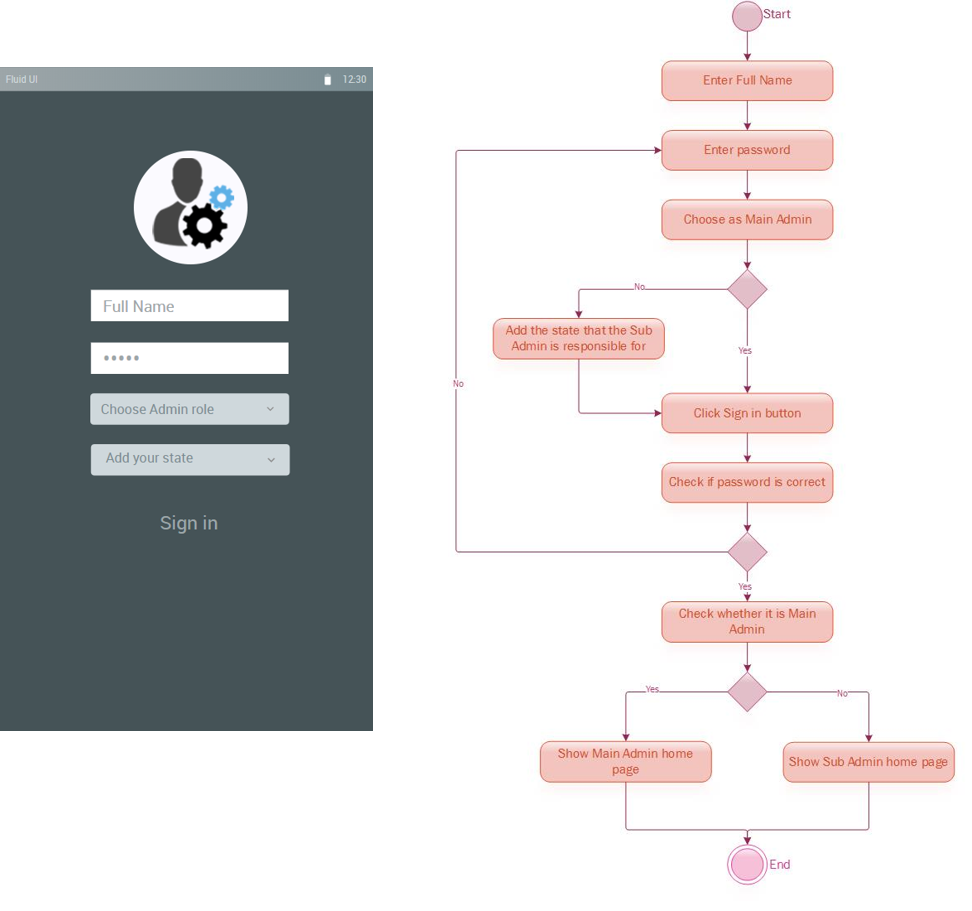 Fluid UI
12:30
Full Name
•••••
Choose Admin role
Add your state
Sign in
Start
Enter Full Name
Enter password
Choose as Main Admin
No
Add the state that the Sub
Admin is responsible for
Yes
No
Click Sign in button
Check if password is correct
Yes
Check whether it is Main
Admin
Yes
No
Show Main Admin home
page
Show Sub Admin home page
End